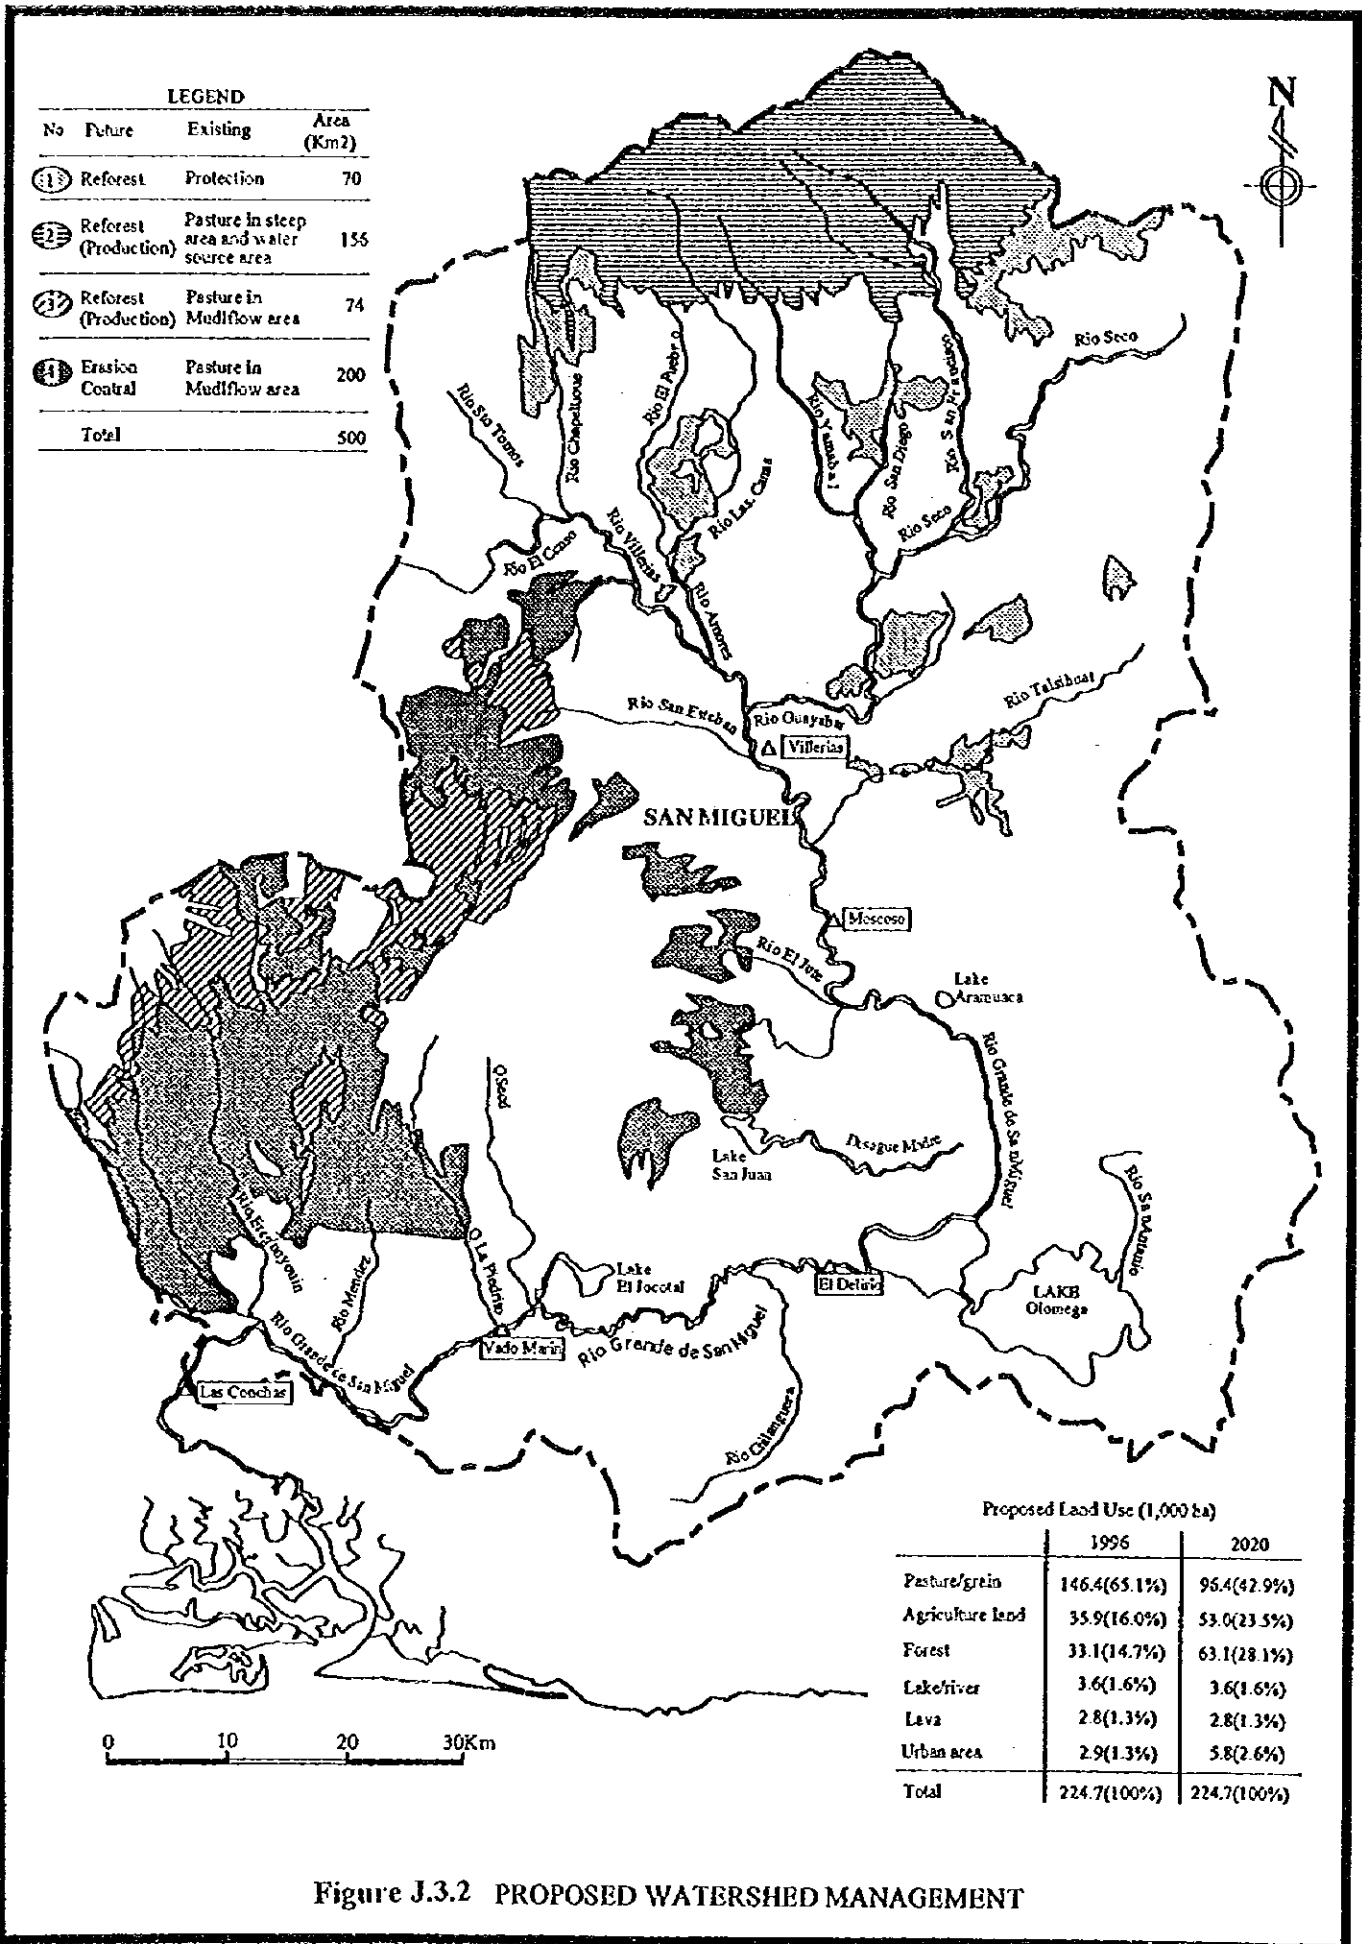 LEGEND
No Future Existing Area (Km2)
1 Reforest Protection 70
2 Reforest (Production) Pasture in steep area and water source area 156
3 Reforest (Production) Pasture in Mudflow area 74
4 Erosion Control Pasture in Mudflow area 200
Total 500
N
Rio Seco
Rio Sto Tomas
Rio Chapeltuque
Rio El Pueblo
Rio Las Canas
Rio Yamabal
Rio San Diego
Rio San Francisco
Rio Seco
Rio El Censo
Rio Villerias
Rio Amores
Rio San Esteban
Rio Guayabal
Villerias
Rio Talsihuat
SAN MIGUEL
Moscoso
Rio El Jute
Lake
Aramuaca
Rio Grande de San Miguel
Q Seca
Lake
San Juan
Desague Madre
Rio San Antonio
LAKE
Olomega
Q La Piedrita
Rio Mendez
Lake
El Jocotal
El Delirio
Vado Marin
Rio Grande de San Miguel
Rio Grande de San Miguel
Las Conchas
Proposed Land Use (1,000 ha)
1996 2020
Pasture/grain 146.4(65.1%) 96.4(42.9%)
Agriculture land 35.9(16.0%) 53.0(23.5%)
Forest 33.1(14.7%) 63.1(28.1%)
Lake/river 3.6(1.6%) 3.6(1.6%)
Lava 2.8(1.3%) 2.8(1.3%)
Urban area 2.9(1.3%) 5.8(2.6%)
Total 224.7(100%) 224.7(100%)
0 10 20 30Km
Figure J.3.2 PROPOSED WATERSHED MANAGEMENT